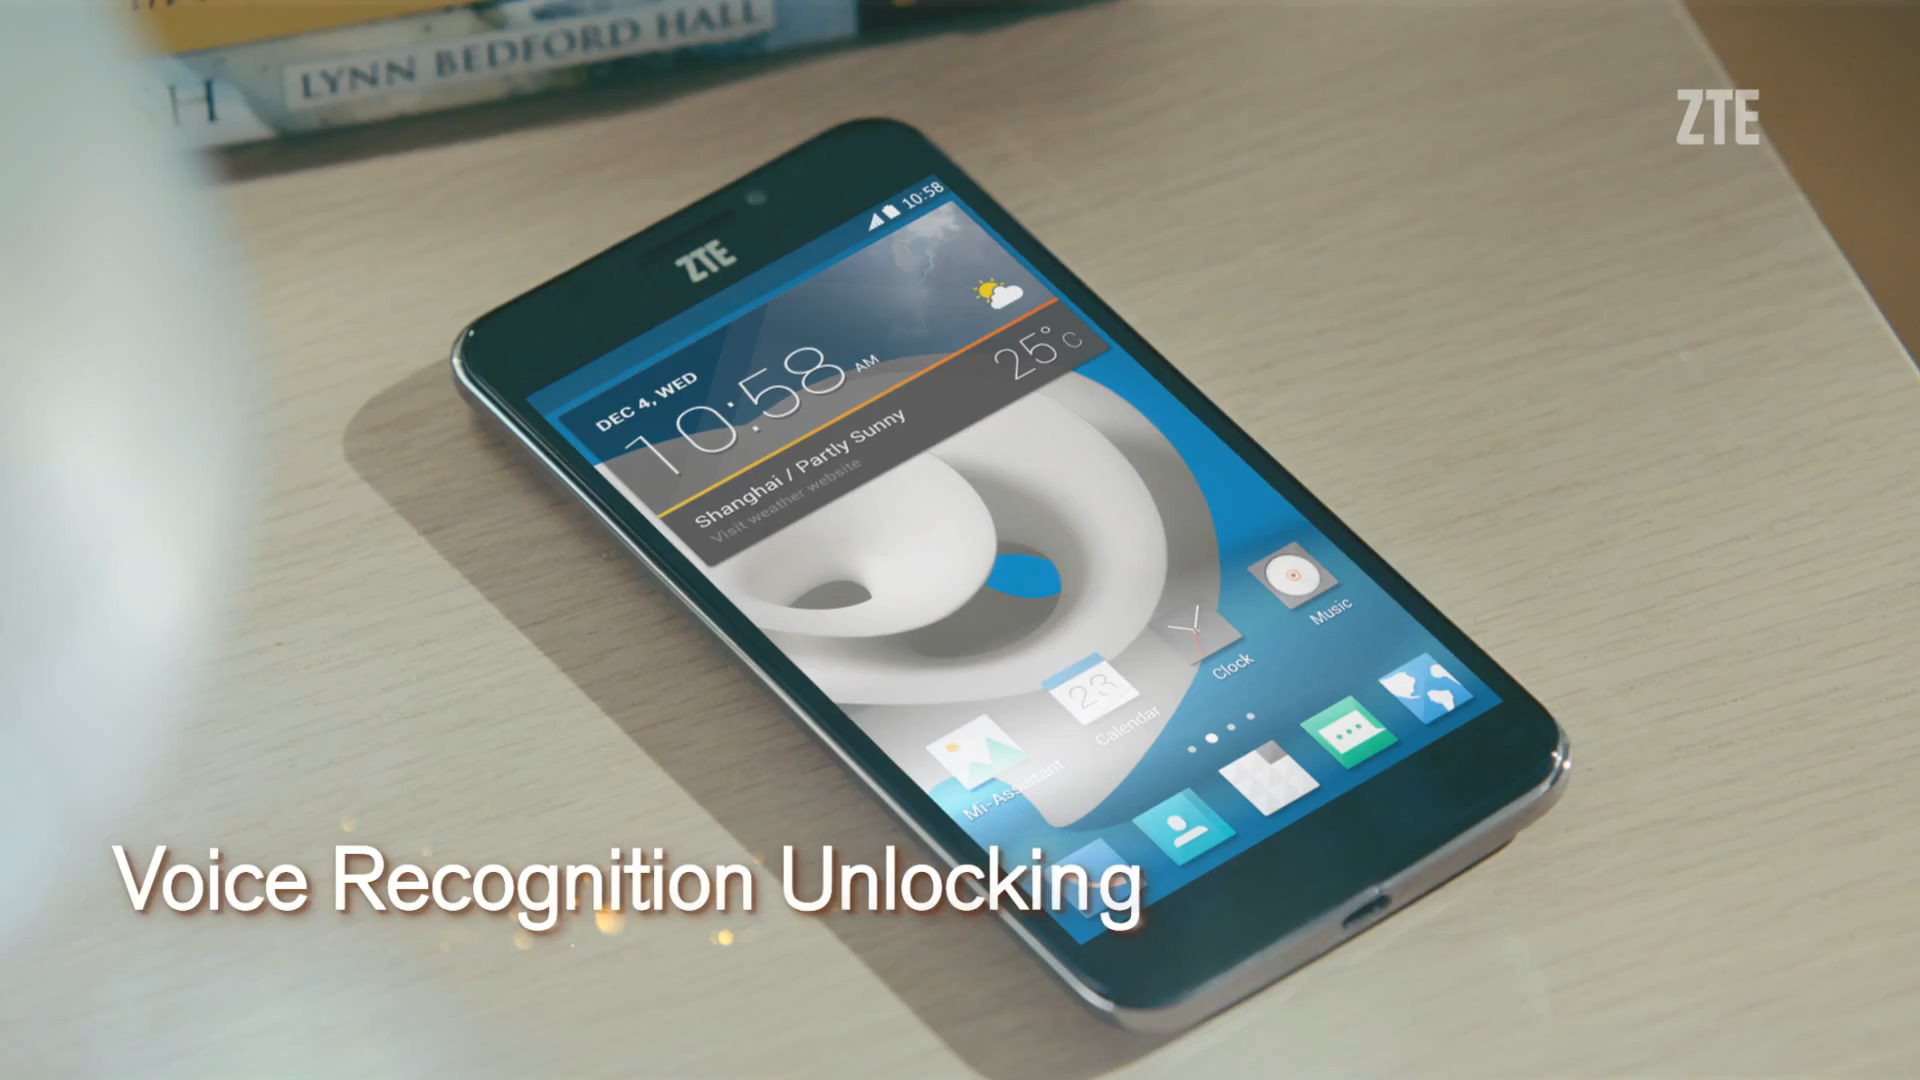 LYNN BEDFORD HALL
H
ZTE
ZTE
10:58
DEC 4, WED
10:58 AM
25°C
Shanghai / Partly Sunny
Visit weather website
Music
Clock
23
Calendar
Mi-Assistant
Voice Recognition Unlocking